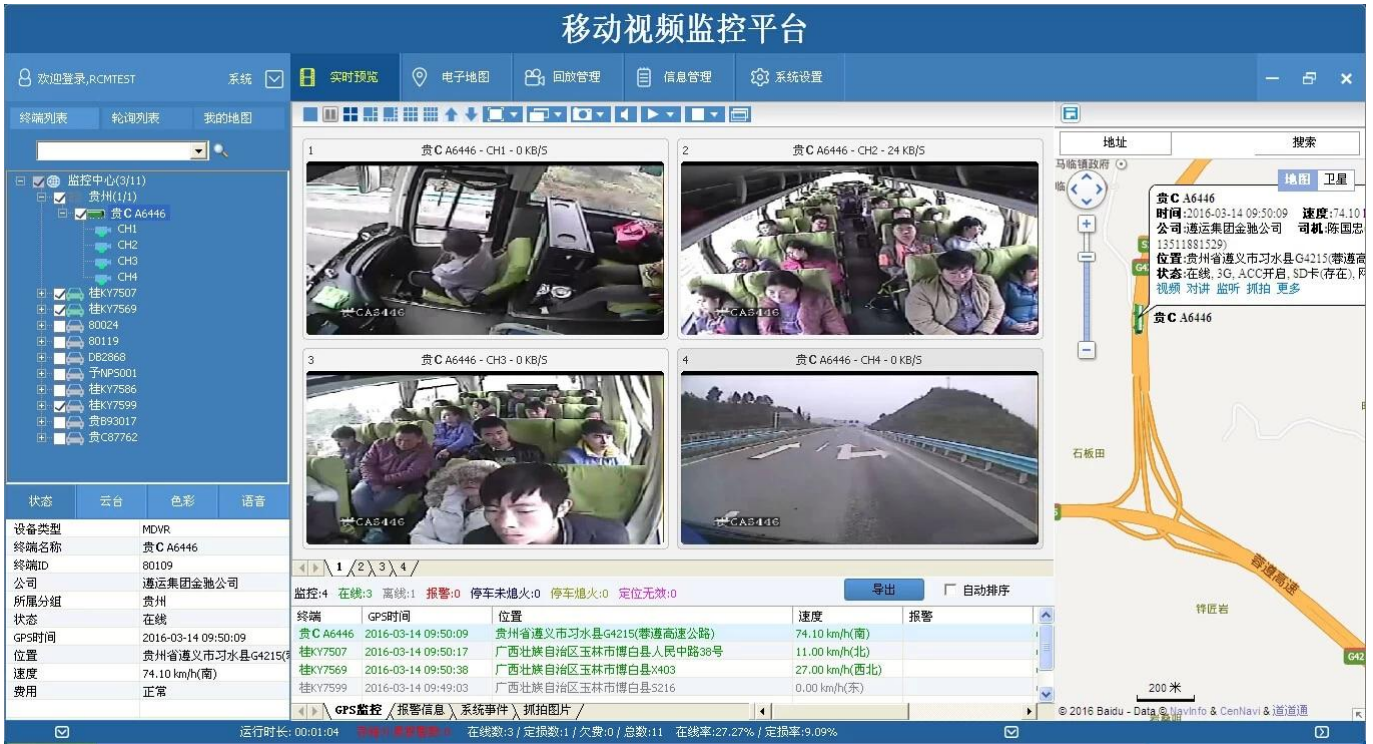 移动视频监控平台
欢迎登录,RCMTEST
系统
实时预览
电子地图
回放管理
信息管理
系统设置
终端列表
轮询列表
我的地图
监控中心(3/11)
贵州(1/1)
贵C A6446
CH1
CH2
CH3
CH4
桂KY7507
桂KY7569
80024
80119
DB2868
予NPS001
桂KY7586
桂KY7599
贵B93017
贵C87762
状态
云台
色彩
语音
设备类型 MDVR
终端名称 贵C A6446
终端ID 80109
公司 遵运集团金驰公司
所属分组 贵州
状态 在线
GPS时间 2016-03-14 09:50:09
位置 贵州省遵义市习水县G4215(
速度 74.10 km/h(南)
费用 正常
1 贵C A6446 - CH1 - 0 KB/S
2 贵C A6446 - CH2 - 24 KB/S
3 贵C A6446 - CH3 - 0 KB/S
4 贵C A6446 - CH4 - 0 KB/S
1 2 3 4
监控:4 在线:3 离线:1 报警:0 停车未熄火:0 停车熄火:0 定位无效:0
导出
自动排序
终端 GPS时间 位置 速度 报警
贵C A6446 2016-03-14 09:50:09 贵州省遵义市习水县G4215(蓉遵高速公路) 74.10 km/h(南)
桂KY7507 2016-03-14 09:50:17 广西壮族自治区玉林市博白县人民中路38号 11.00 km/h(北)
桂KY7569 2016-03-14 09:50:38 广西壮族自治区玉林市博白县X403 27.00 km/h(西北)
桂KY7599 2016-03-14 09:49:03 广西壮族自治区玉林市博白县S216 0.00 km/h(东)
GPS监控 报警信息 系统事件 抓拍图片
地址
搜索
马临镇政府
地图
卫星
贵C A6446
时间:2016-03-14 09:50:09 速度:74.10
公司:遵运集团金驰公司 司机:陈国忠
13511881529)
位置:贵州省遵义市习水县G4215(蓉遵高
状态:在线, 3G, ACC开启, SD卡(存在),
视频 对讲 监听 抓拍 更多
贵C A6446
石板田
蓉遵高速
铧匠岩
G42
200 米
© 2016 Baidu - Data © NavInfo & CenNavi & 道道通
运行时长: 00:01:04
在线数:3 / 定损数:1 / 欠费:0 / 总数:11 在线率:27.27% / 定损率:9.09%